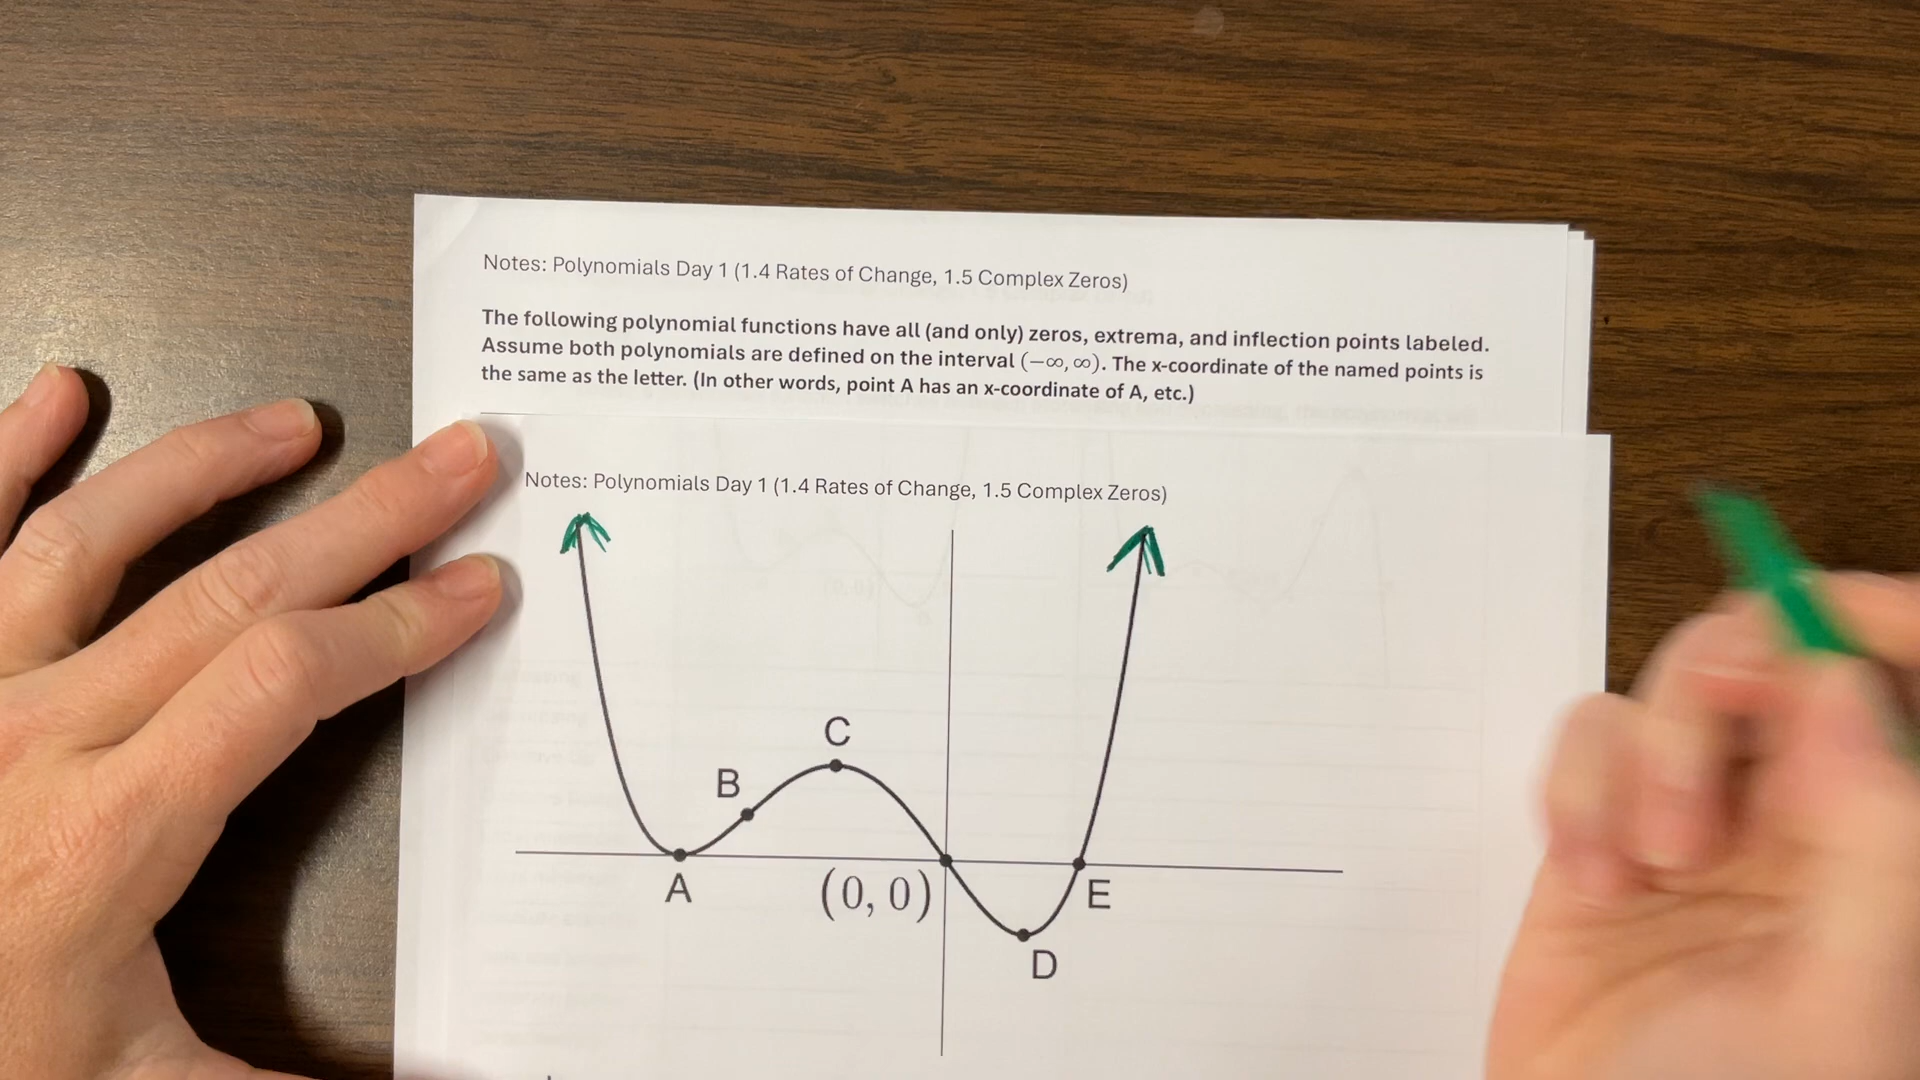 Notes: Polynomials Day 1 (1.4 Rates of Change, 1.5 Complex Zeros)
The following polynomial functions have all (and only) zeros, extrema, and inflection points labeled.
Assume both polynomials are defined on the interval (−∞, ∞). The x-coordinate of the named points is
the same as the letter. (In other words, point A has an x-coordinate of A, etc.)
Notes: Polynomials Day 1 (1.4 Rates of Change, 1.5 Complex Zeros)
C
B
A
(0, 0)
E
D